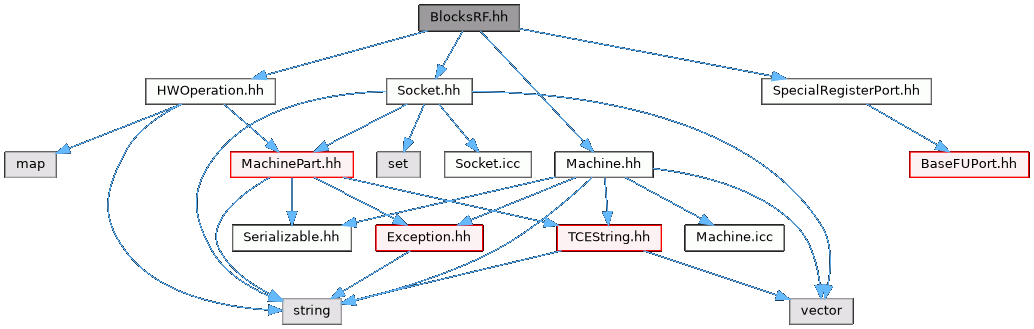 BlocksRF.hh
HWOperation.hh
Socket.hh
SpecialRegisterPort.hh
map
MachinePart.hh
set
Socket.icc
Machine.hh
BaseFUPort.hh
Serializable.hh
Exception.hh
TCEString.hh
Machine.icc
string
vector